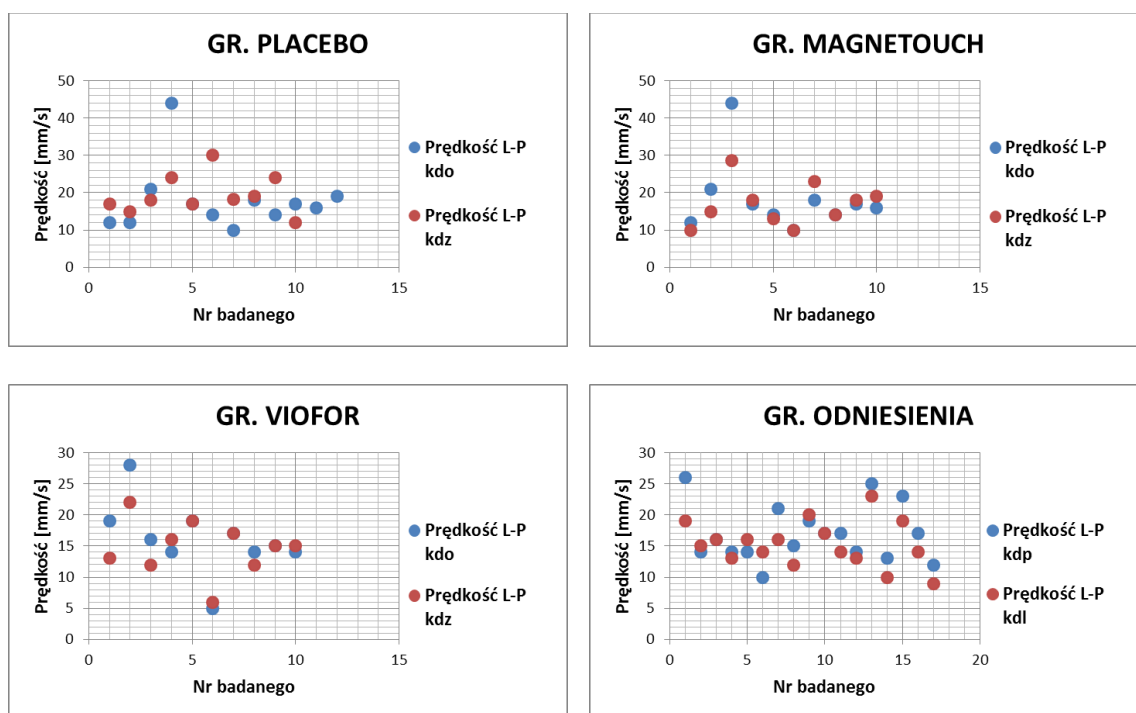 GR. PLACEBO
Prędkość [mm/s]
50
40
30
20
10
0
0 5 10 15
Nr badanego
Prędkość L-P
kdo
Prędkość L-P
kdz
GR. MAGNETOUCH
Prędkość [mm/s]
50
40
30
20
10
0
0 5 10 15
Nr badanego
Prędkość L-P
kdo
Prędkość L-P
kdz
GR. VIOFOR
Prędkość [mm/s]
30
25
20
15
10
5
0
0 5 10 15
Nr badanego
Prędkość L-P
kdo
Prędkość L-P
kdz
GR. ODNIESIENIA
Prędkość [mm/s]
30
25
20
15
10
5
0
0 5 10 15 20
Nr badanego
Prędkość L-P
kdp
Prędkość L-P
kdl